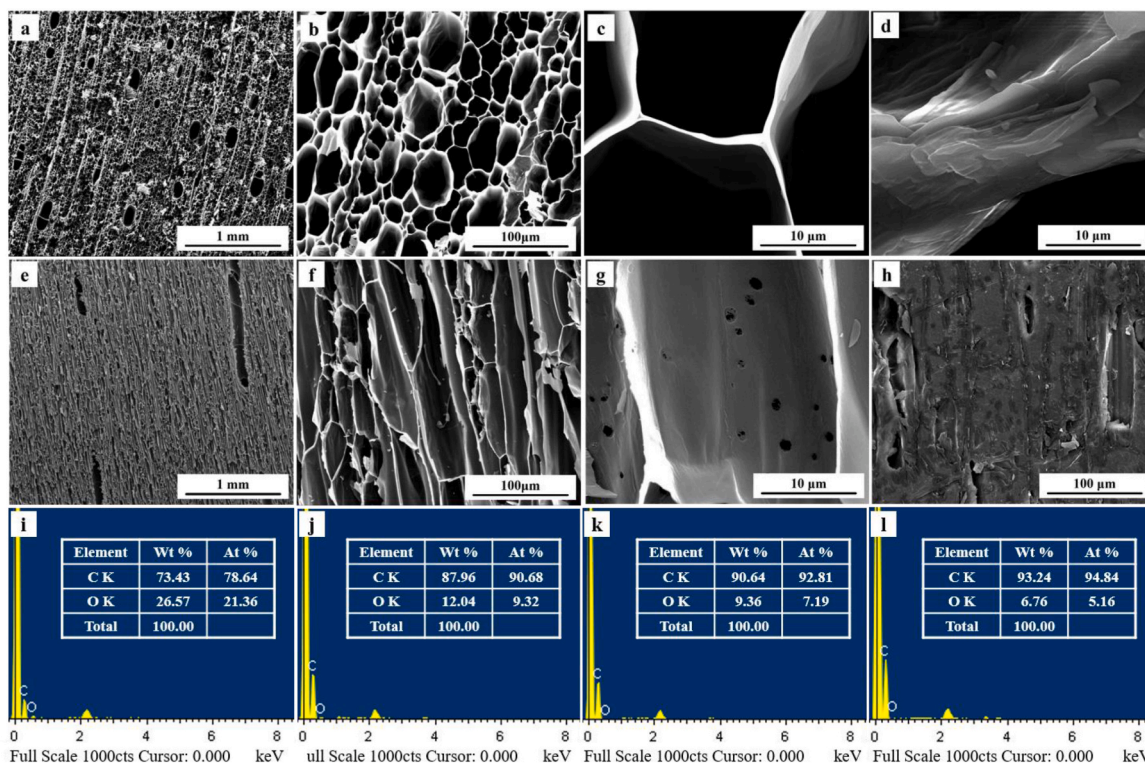 a b c d
1 mm 100µm 10 µm 10 µm
e f g h
1 mm 100µm 10 µm 100 µm
i
Element Wt % At %
C K 73.43 78.64
O K 26.57 21.36
Total 100.00
C
O
0 2 4 6 8
Full Scale 1000cts Cursor: 0.000 keV
j
Element Wt % At %
C K 87.96 90.68
O K 12.04 9.32
Total 100.00
C
O
0 2 4 6 8
ull Scale 1000cts Cursor: 0.000 keV
k
Element Wt % At %
C K 90.64 92.81
O K 9.36 7.19
Total 100.00
C
O
0 2 4 6 8
Full Scale 1000cts Cursor: 0.000 keV
l
Element Wt % At %
C K 93.24 94.84
O K 6.76 5.16
Total 100.00
C
O
0 2 4 6 8
Full Scale 1000cts Cursor: 0.000 keV